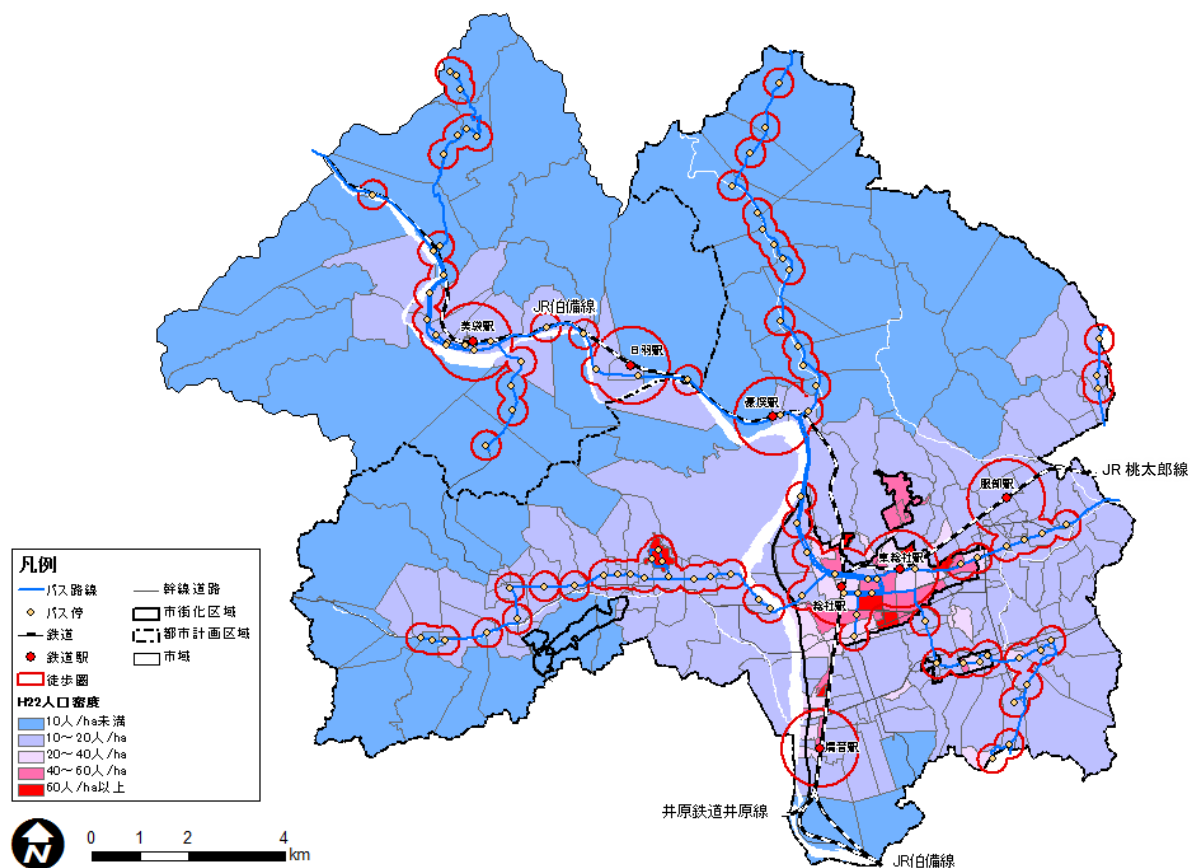 JR伯備線
美袋駅
日羽駅
豪渓駅
服部駅
JR 桃太郎線
東総社駅
総社駅
清音駅
井原鉄道井原線
JR伯備線
凡例
バス路線
幹線道路
バス停
市街化区域
鉄道
都市計画区域
鉄道駅
市域
徒歩圏
H22人口密度
10人/ha未満
10～20人/ha
20～40人/ha
40～60人/ha
60人/ha以上
N
0 1 2 4
km